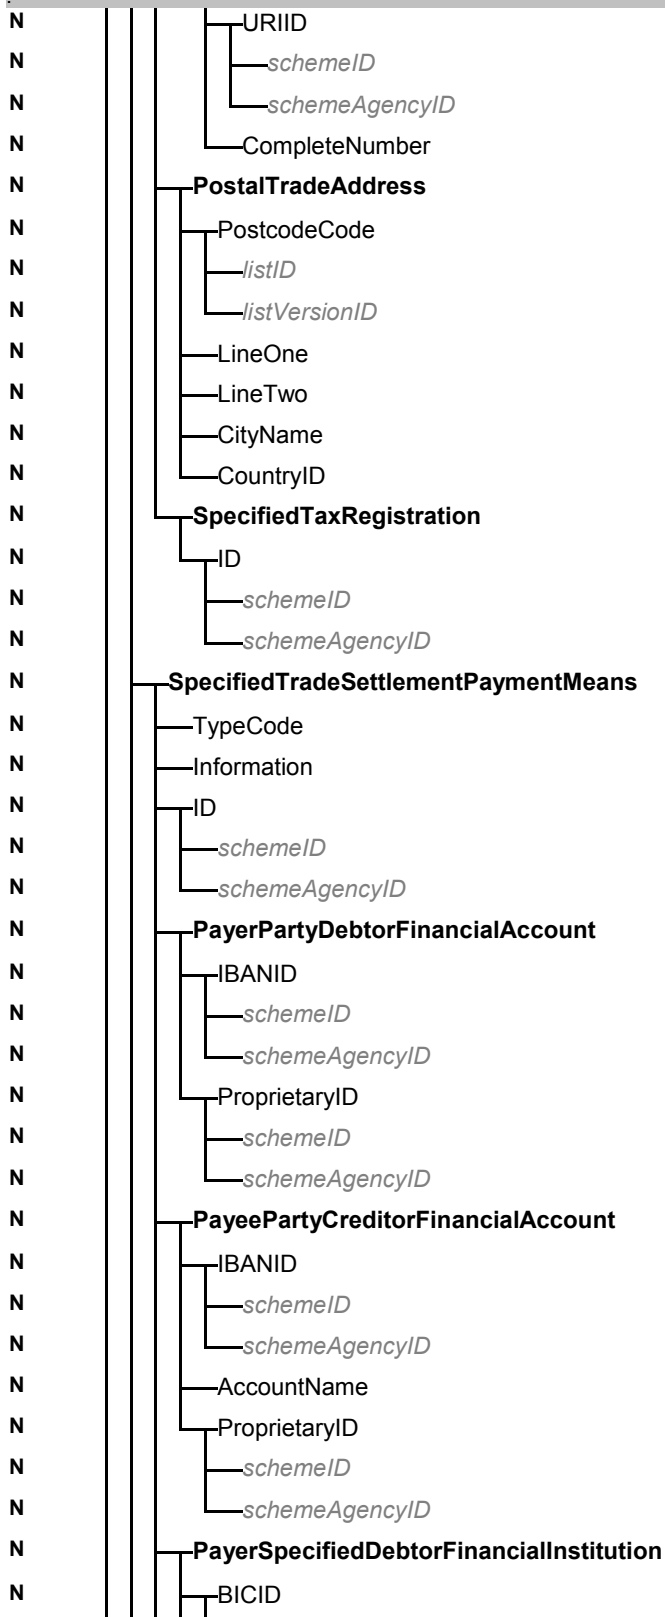 N URIID
N schemeID
N schemeAgencyID
N CompleteNumber
N PostalTradeAddress
N PostcodeCode
N listID
N listVersionID
N LineOne
N LineTwo
N CityName
N CountryID
N SpecifiedTaxRegistration
N ID
N schemeID
N schemeAgencyID
N SpecifiedTradeSettlementPaymentMeans
N TypeCode
N Information
N ID
N schemeID
N schemeAgencyID
N PayerPartyDebtorFinancialAccount
N IBANID
N schemeID
N schemeAgencyID
N ProprietaryID
N schemeID
N schemeAgencyID
N PayeePartyCreditorFinancialAccount
N IBANID
N schemeID
N schemeAgencyID
N AccountName
N ProprietaryID
N schemeID
N schemeAgencyID
N PayerSpecifiedDebtorFinancialInstitution
N BICID